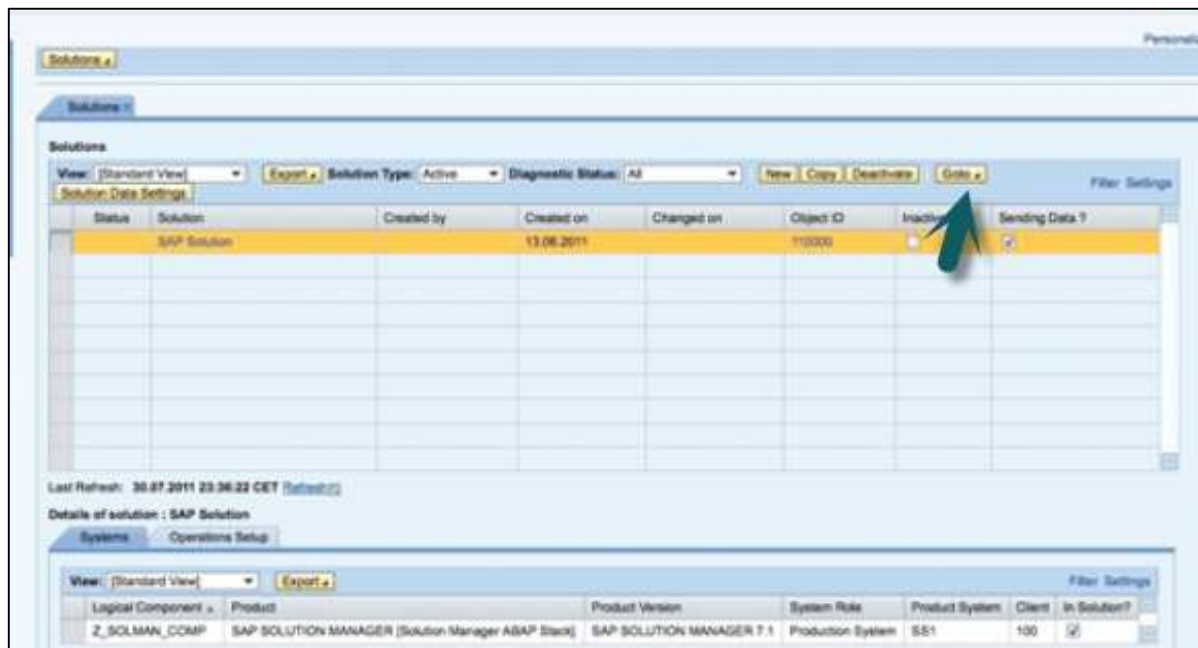 Personaliz
Solutions
Solutions
Solutions
View: [Standard View] Export Solution Type: Active Diagnostic Status: All New Copy Deactivate Goto Filter Settings
Solution Data Settings
Status Solution Created by Created on Changed on Object ID Inactive Sending Data ?
SAP Solution 13.06.2011 110000
Last Refresh: 30.07.2011 23:36:22 CET Refresh
Details of solution : SAP Solution
Systems Operations Setup
View: [Standard View] Export Filter Settings
Logical Component Product Product Version System Role Product System Client In Solution?
Z_SOLMAN_COMP SAP SOLUTION MANAGER [Solution Manager ABAP Stack] SAP SOLUTION MANAGER 7.1 Production System SS1 100